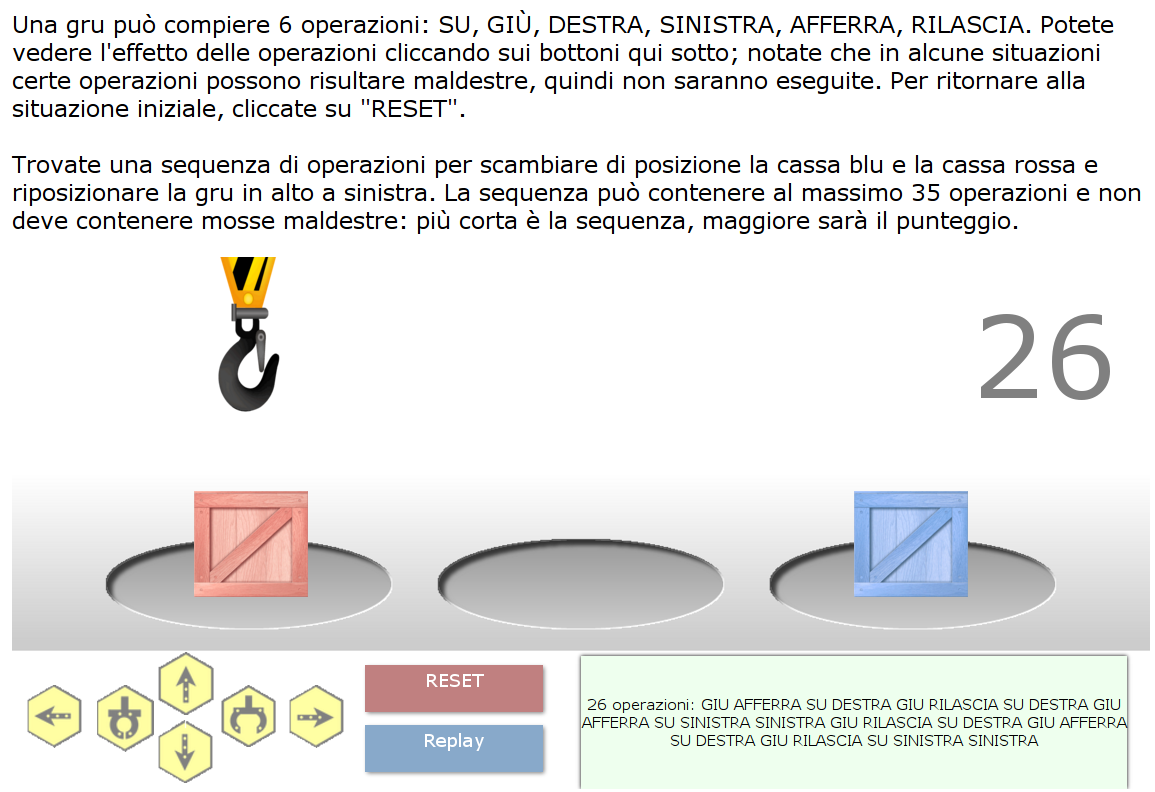 Una gru può compiere 6 operazioni: SU, GIÙ, DESTRA, SINISTRA, AFFERRA, RILASCIA. Potete
vedere l'effetto delle operazioni cliccando sui bottoni qui sotto; notate che in alcune situazioni
certe operazioni possono risultare maldestre, quindi non saranno eseguite. Per ritornare alla
situazione iniziale, cliccate su "RESET".
Trovate una sequenza di operazioni per scambiare di posizione la cassa blu e la cassa rossa e
riposizionare la gru in alto a sinistra. La sequenza può contenere al massimo 35 operazioni e non
deve contenere mosse maldestre: più corta è la sequenza, maggiore sarà il punteggio.
26
RESET
Replay
26 operazioni: GIU AFFERRA SU DESTRA GIU RILASCIA SU DESTRA GIU
AFFERRA SU SINISTRA SINISTRA GIU RILASCIA SU DESTRA GIU AFFERRA
SU DESTRA GIU RILASCIA SU SINISTRA SINISTRA